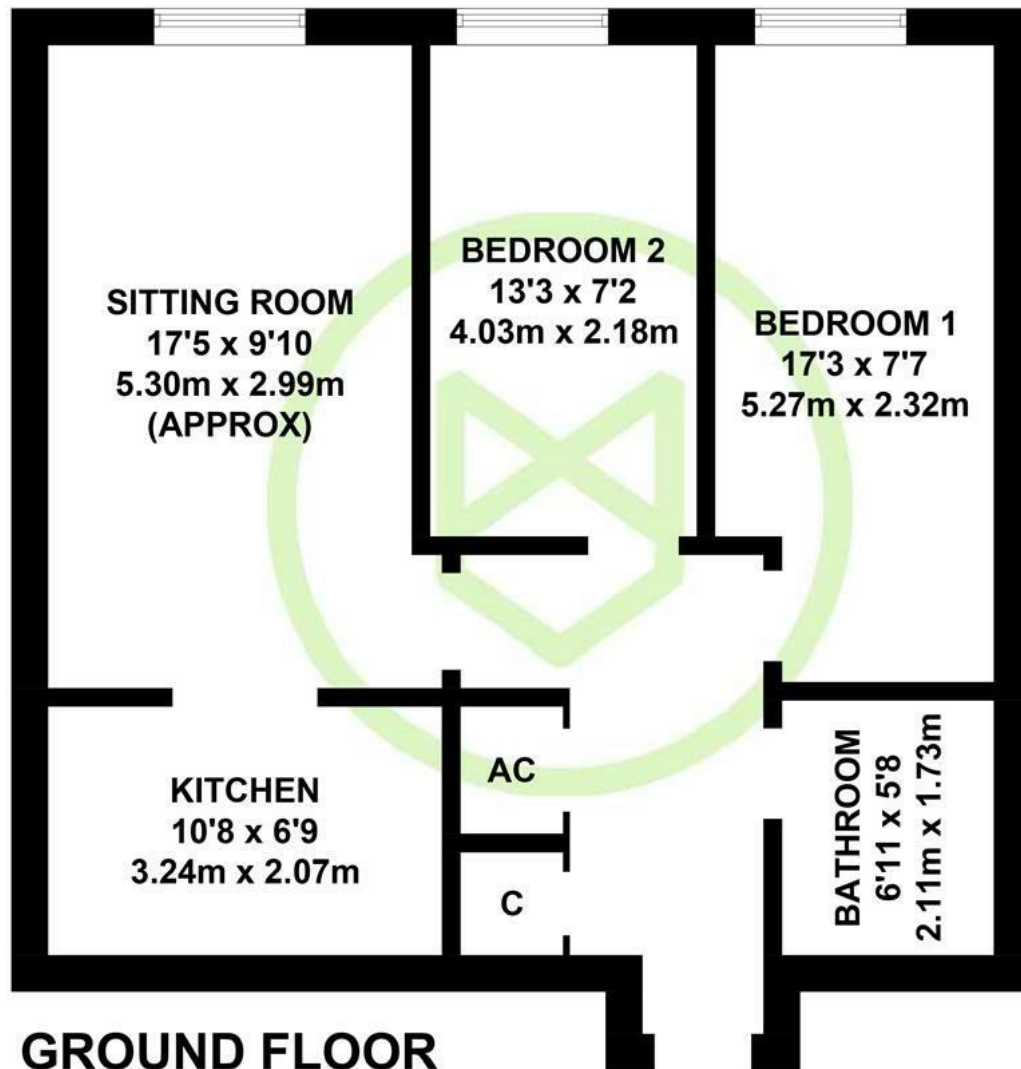 SITTING ROOM
17'5 x 9'10
5.30m x 2.99m
(APPROX)
BEDROOM 2
13'3 x 7'2
4.03m x 2.18m
BEDROOM 1
17'3 x 7'7
5.27m x 2.32m
KITCHEN
10'8 x 6'9
3.24m x 2.07m
AC
C
BATHROOM
6'11 x 5'8
2.11m x 1.73m
GROUND FLOOR